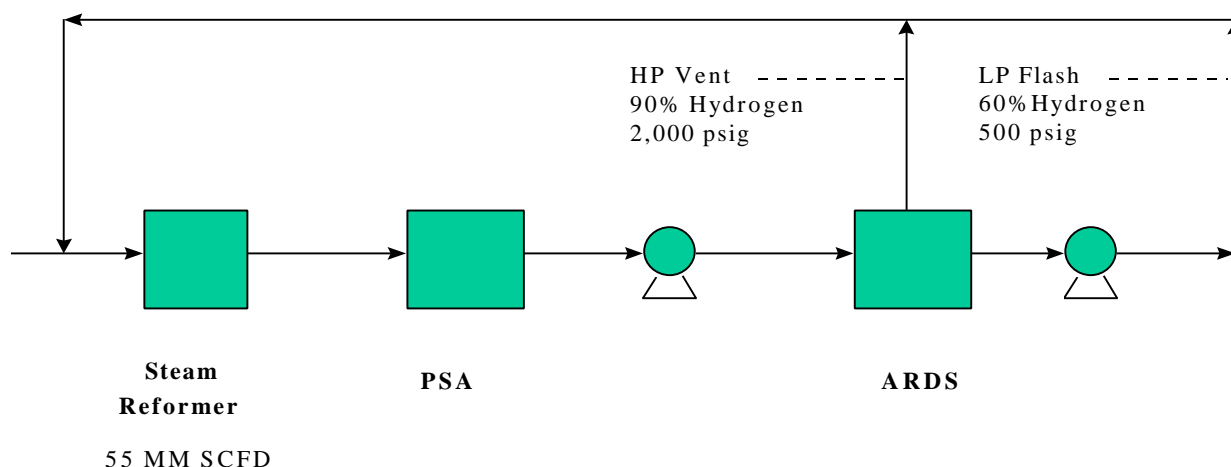 HP Vent
90% Hydrogen
2,000 psig
LP Flash
60%Hydrogen
500 psig
Steam
Reformer
PSA
ARDS
55 MM SCFD